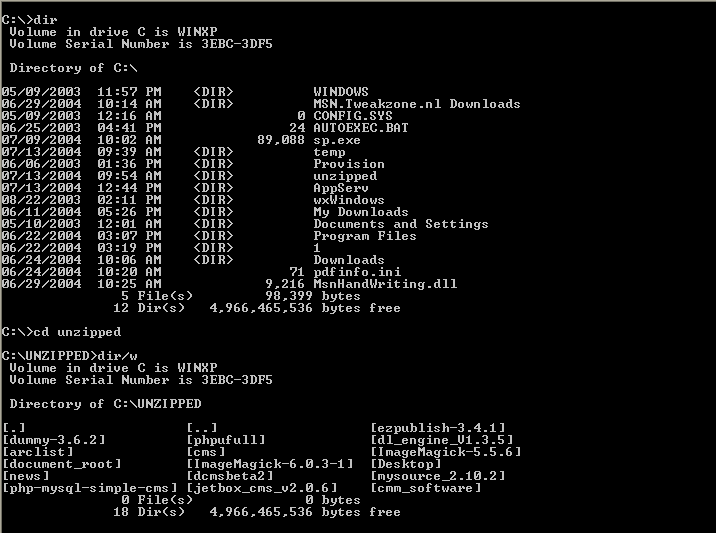 C:\>dir
 Volume in drive C is WINXP
 Volume Serial Number is 3EBC-3DF5

 Directory of C:\

05/09/2003  11:57 PM    <DIR>          WINDOWS
06/29/2004  10:14 AM    <DIR>          MSN.Tweakzone.nl Downloads
05/09/2003  12:16 AM                 0 CONFIG.SYS
06/25/2003  04:41 PM                24 AUTOEXEC.BAT
07/09/2004  10:02 AM            89,088 sp.exe
07/13/2004  09:39 AM    <DIR>          temp
06/06/2003  01:36 PM    <DIR>          Provision
07/13/2004  09:54 AM    <DIR>          unzipped
07/13/2004  12:44 PM    <DIR>          AppServ
08/22/2003  02:11 PM    <DIR>          wxWindows
06/11/2004  05:26 PM    <DIR>          My Downloads
05/10/2003  12:01 AM    <DIR>          Documents and Settings
06/22/2004  03:07 PM    <DIR>          Program Files
06/22/2004  03:19 PM    <DIR>          1
06/24/2004  10:06 AM    <DIR>          Downloads
06/24/2004  10:20 AM                71 pdfinfo.ini
06/29/2004  10:25 AM             9,216 MsnHandWriting.dll
               5 File(s)         98,399 bytes
              12 Dir(s)   4,966,465,536 bytes free

C:\>cd unzipped

C:\UNZIPPED>dir/w
 Volume in drive C is WINXP
 Volume Serial Number is 3EBC-3DF5

 Directory of C:\UNZIPPED

[.]                     [..]                    [ezpublish-3.4.1]
[dummy-3.6.2]           [phpufull]              [dl_engine_V1.3.5]
[arclist]               [cms]                   [ImageMagick-5.5.6]
[document_root]         [ImageMagick-6.0.3-1]   [Desktop]
[news]                  [dcmsbeta2]             [mysource_2.10.2]
[php-mysql-simple-cms]  [jetbox_cms_v2.0.6]     [cmm_software]
               0 File(s)              0 bytes
              18 Dir(s)   4,966,465,536 bytes free